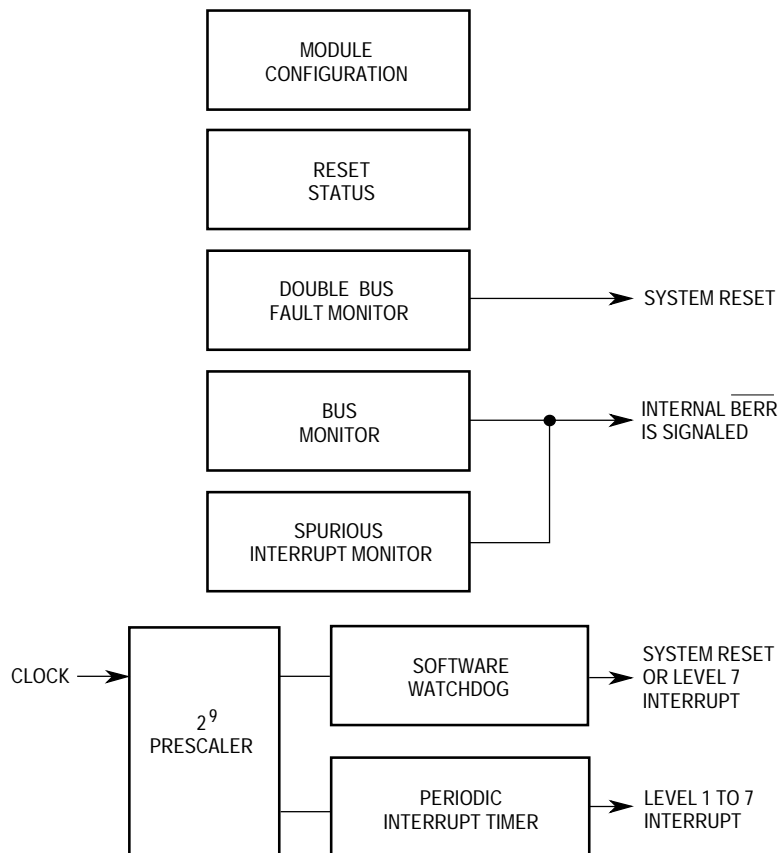 MODULE
CONFIGURATION
RESET
STATUS
DOUBLE BUS
FAULT MONITOR
SYSTEM RESET
BUS
MONITOR
INTERNAL BERR
IS SIGNALED
SPURIOUS
INTERRUPT MONITOR
CLOCK
2⁹
PRESCALER
SOFTWARE
WATCHDOG
SYSTEM RESET
OR LEVEL 7
INTERRUPT
PERIODIC
INTERRUPT TIMER
LEVEL 1 TO 7
INTERRUPT